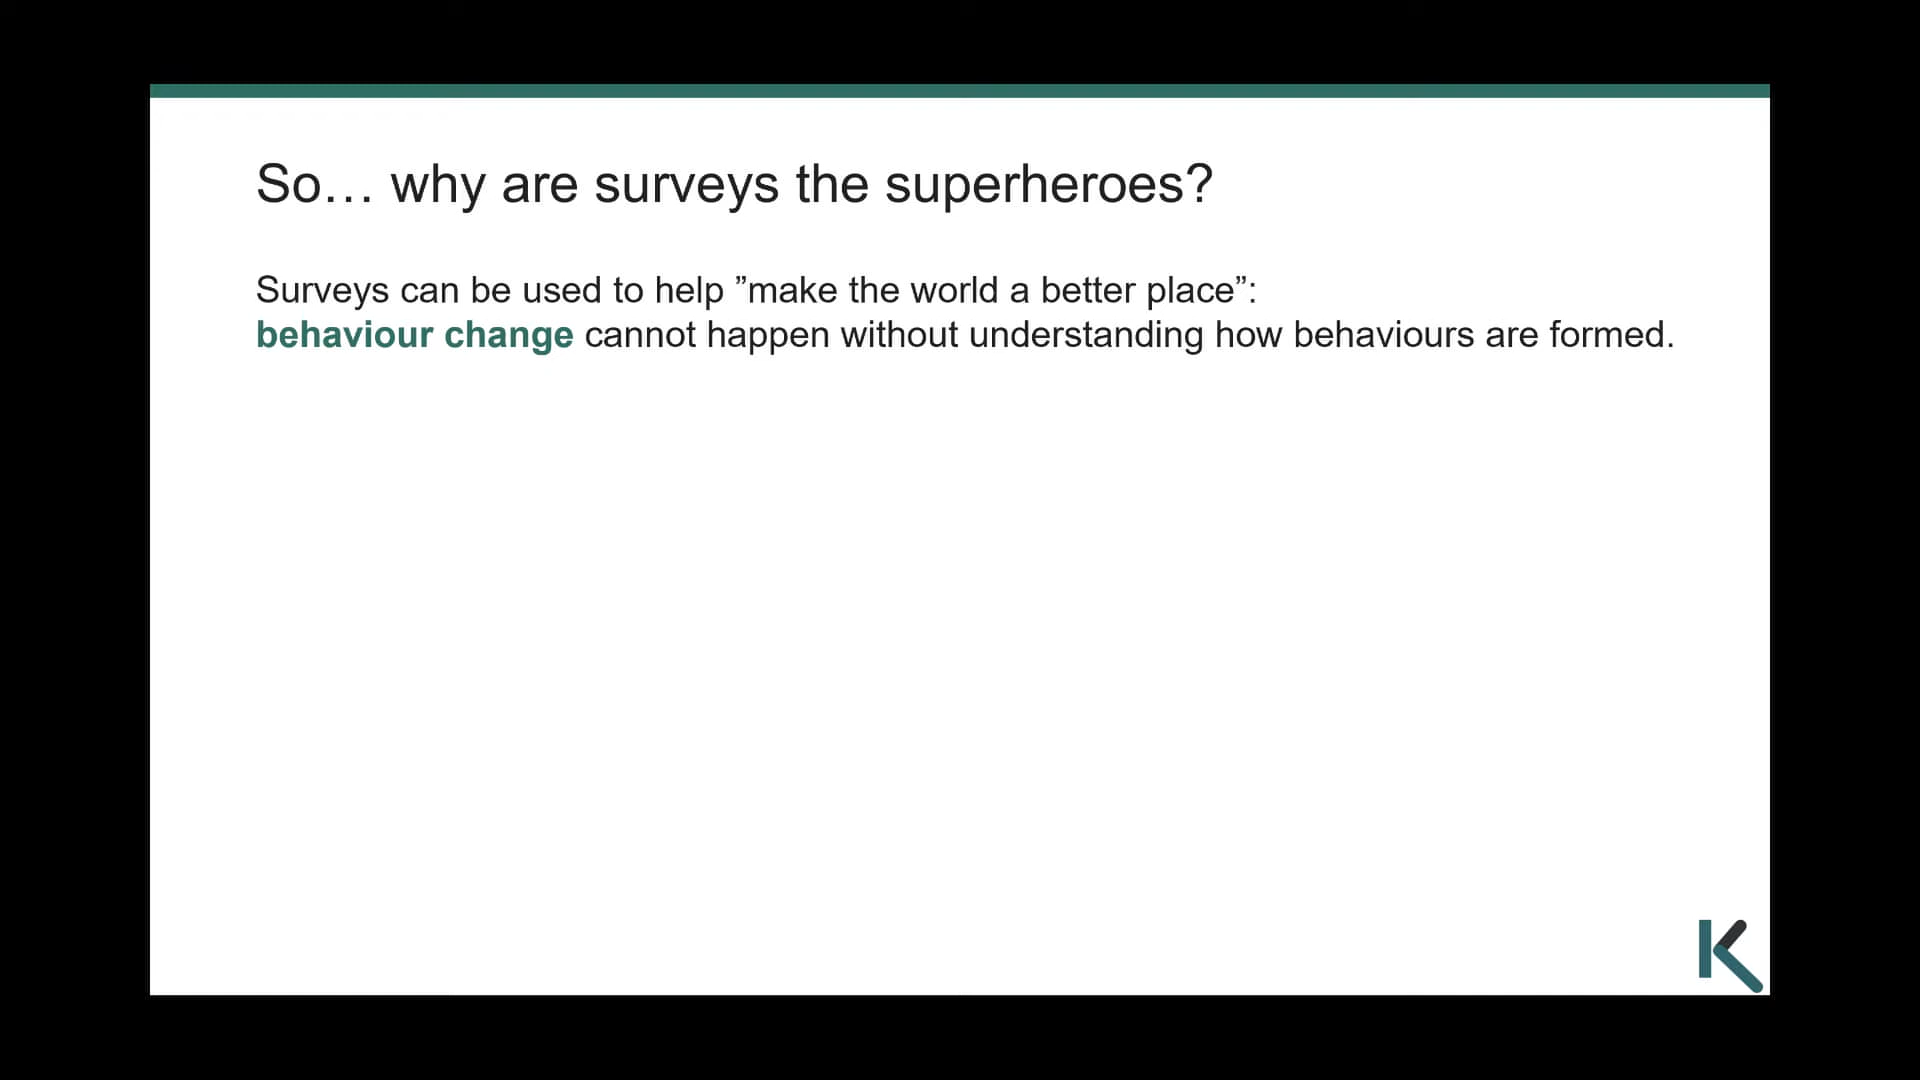 So… why are surveys the superheroes?
Surveys can be used to help ”make the world a better place”:
behaviour change cannot happen without understanding how behaviours are formed.
K